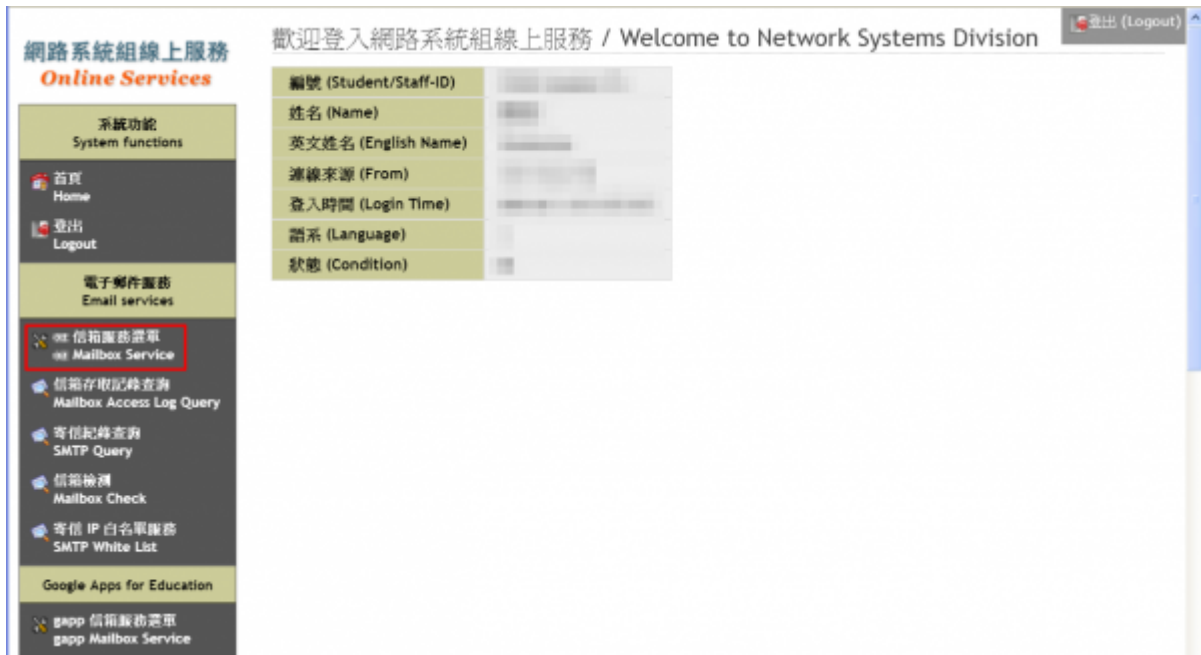 網路系統組線上服務
Online Services
系統功能
System functions
首頁
Home
登出
Logout
電子郵件服務
Email services
信箱服務選單
Mailbox Service
信箱存取記錄查詢
Mailbox Access Log Query
寄信紀錄查詢
SMTP Query
信箱檢測
Mailbox Check
寄信 IP 白名單服務
SMTP White List
Google Apps for Education
gapp 信箱服務選單
gapp Mailbox Service
登出 (Logout)
歡迎登入網路系統組線上服務 / Welcome to Network Systems Division
編號 (Student/Staff-ID)
姓名 (Name)
英文姓名 (English Name)
連線來源 (From)
登入時間 (Login Time)
語系 (Language)
狀態 (Condition)